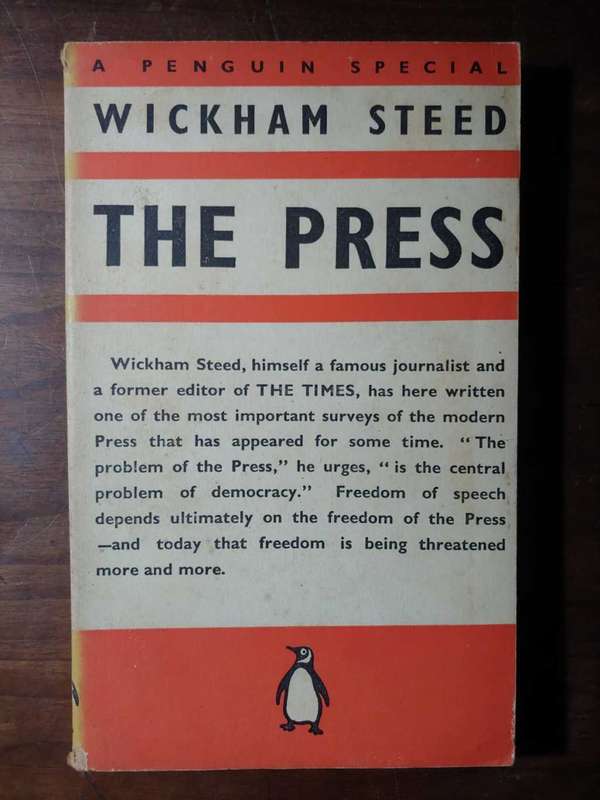 A PENGUIN SPECIAL
WICKHAM STEED
THE PRESS
Wickham Steed, himself a famous journalist and
a former editor of THE TIMES, has here written
one of the most important surveys of the modern
Press that has appeared for some time. “The
problem of the Press,” he urges, “is the central
problem of democracy.” Freedom of speech
depends ultimately on the freedom of the Press
—and today that freedom is being threatened
more and more.